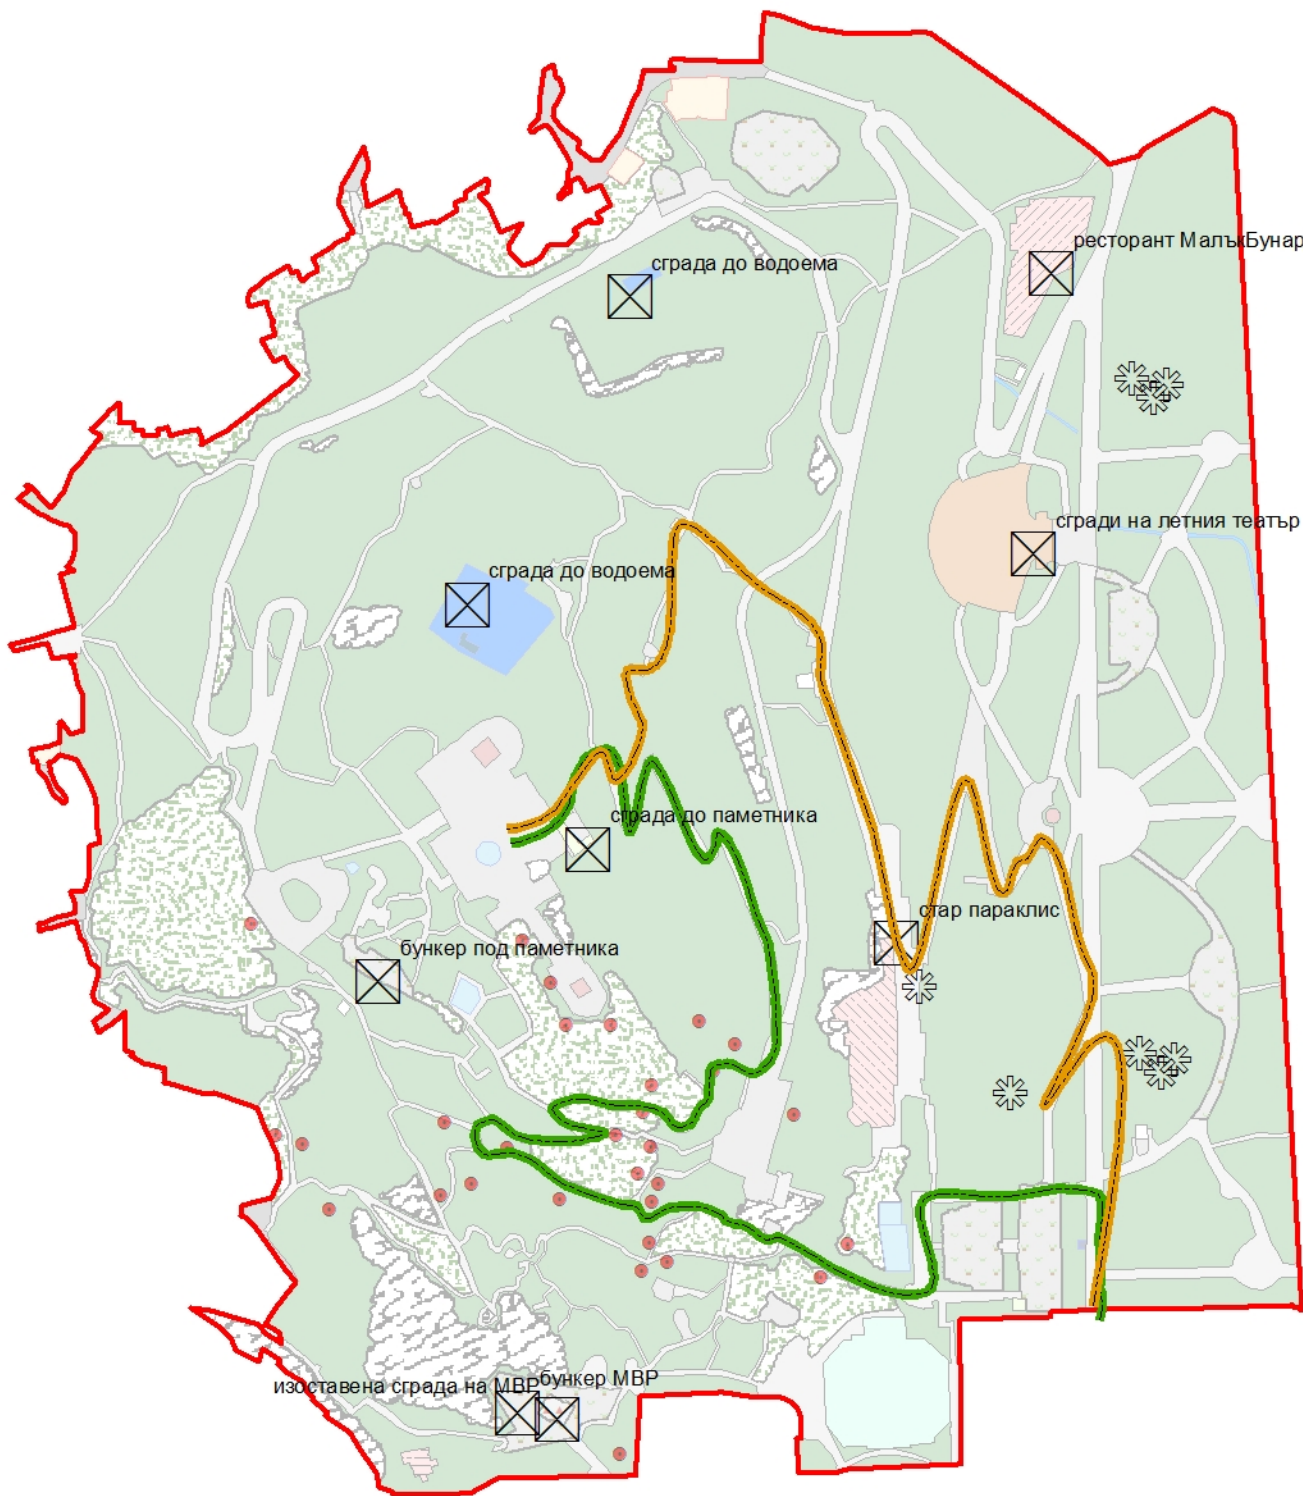 ресторант МалъкБунар
сграда до водоема
сгради на летния театър
сграда до водоема
сграда до паметника
стар параклис
бункер под паметника
изоставена сграда на МВР
бункер МВР